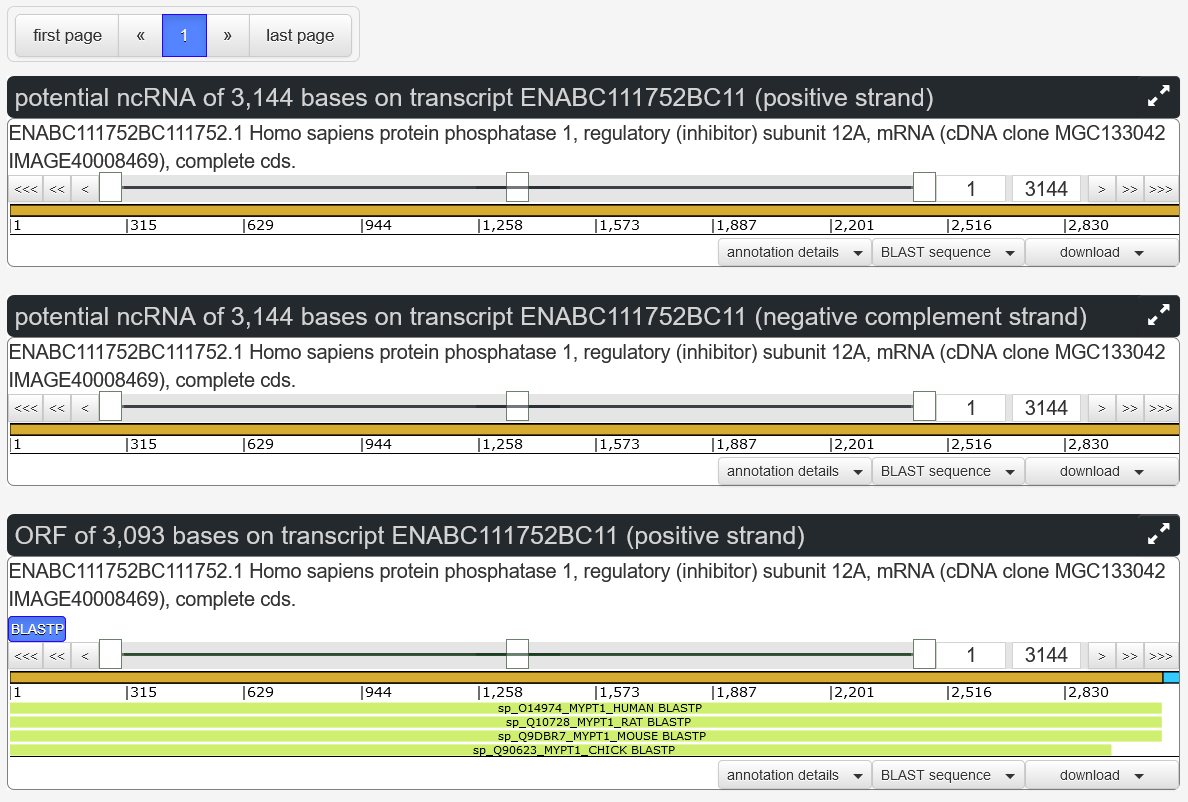 first page « 1 » last page
potential ncRNA of 3,144 bases on transcript ENABC111752BC11 (positive strand)
ENABC111752BC111752.1 Homo sapiens protein phosphatase 1, regulatory (inhibitor) subunit 12A, mRNA (cDNA clone MGC133042
IMAGE40008469), complete cds.
<<< << < 1 3144 > >> >>>
|1 |315 |629 |944 |1,258 |1,573 |1,887 |2,201 |2,516 |2,830
annotation details BLAST sequence download
potential ncRNA of 3,144 bases on transcript ENABC111752BC11 (negative complement strand)
ENABC111752BC111752.1 Homo sapiens protein phosphatase 1, regulatory (inhibitor) subunit 12A, mRNA (cDNA clone MGC133042
IMAGE40008469), complete cds.
<<< << < 1 3144 > >> >>>
|1 |315 |629 |944 |1,258 |1,573 |1,887 |2,201 |2,516 |2,830
annotation details BLAST sequence download
ORF of 3,093 bases on transcript ENABC111752BC11 (positive strand)
ENABC111752BC111752.1 Homo sapiens protein phosphatase 1, regulatory (inhibitor) subunit 12A, mRNA (cDNA clone MGC133042
IMAGE40008469), complete cds.
BLASTP
<<< << < 1 3144 > >> >>>
|1 |315 |629 |944 |1,258 |1,573 |1,887 |2,201 |2,516 |2,830
sp_O14974_MYPT1_HUMAN BLASTP
sp_Q10728_MYPT1_RAT BLASTP
sp_Q9DBR7_MYPT1_MOUSE BLASTP
sp_Q90623_MYPT1_CHICK BLASTP
annotation details BLAST sequence download